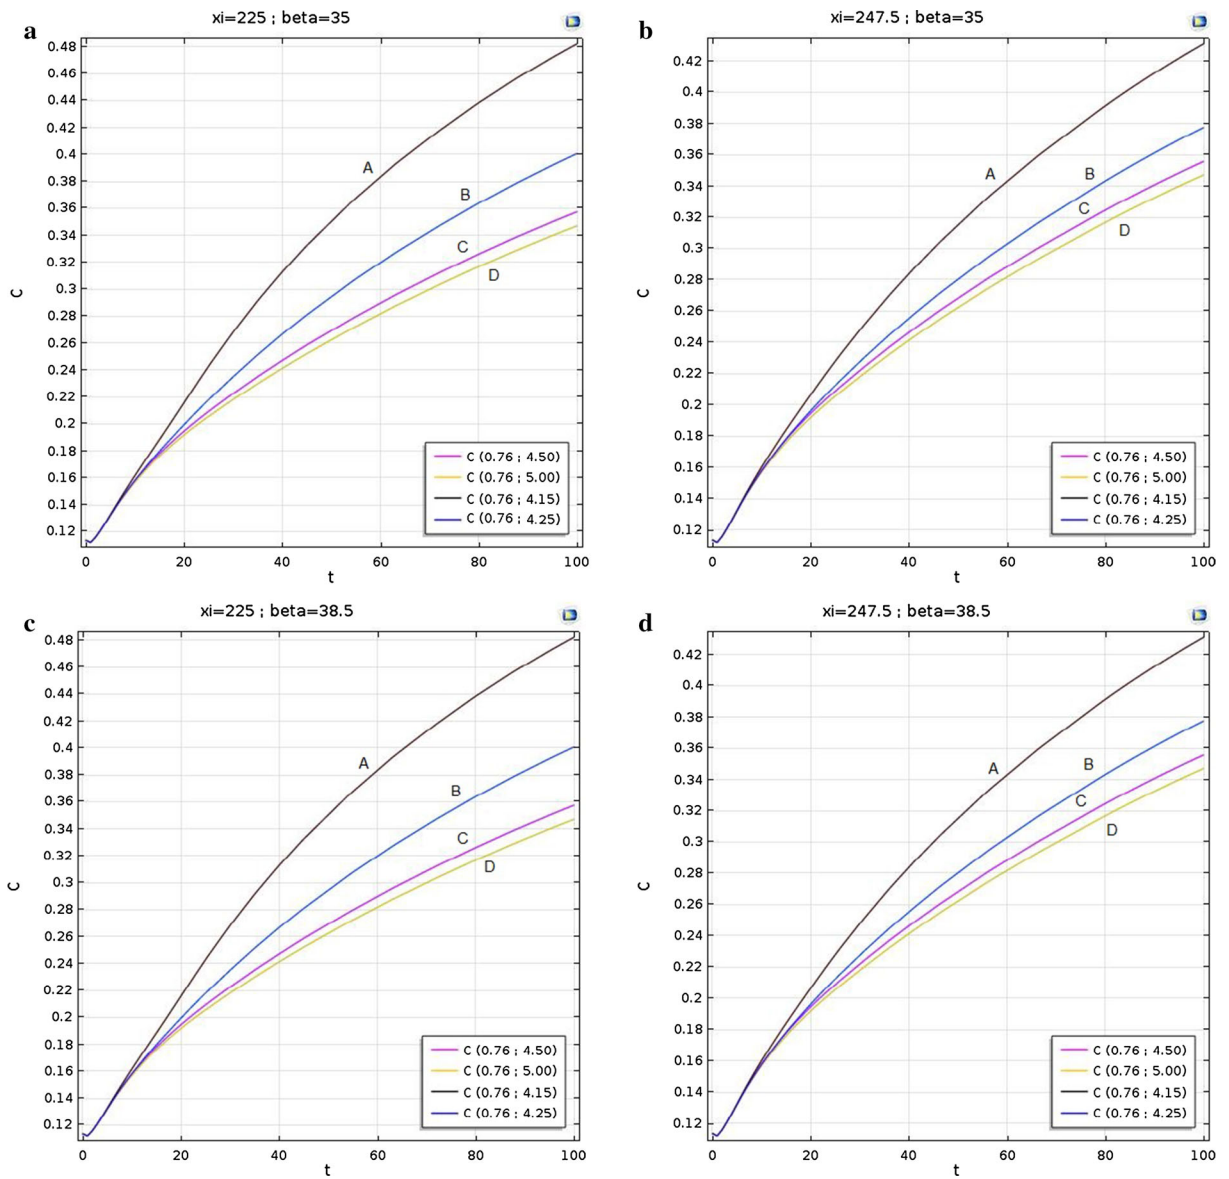 a
xi=225 ; beta=35
0.48
0.46
0.44
0.42
0.4
0.38
0.36
0.34
0.32
0.3
0.28
0.26
0.24
0.22
0.2
0.18
0.16
0.14
0.12
C
A
B
C
D
C (0.76 ; 4.50)
C (0.76 ; 5.00)
C (0.76 ; 4.15)
C (0.76 ; 4.25)
0 20 40 60 80 100
t
b
xi=247.5 ; beta=35
0.42
0.4
0.38
0.36
0.34
0.32
0.3
0.28
0.26
0.24
0.22
0.2
0.18
0.16
0.14
0.12
C
A
B
C
D
C (0.76 ; 4.50)
C (0.76 ; 5.00)
C (0.76 ; 4.15)
C (0.76 ; 4.25)
0 20 40 60 80 100
t
c
xi=225 ; beta=38.5
0.48
0.46
0.44
0.42
0.4
0.38
0.36
0.34
0.32
0.3
0.28
0.26
0.24
0.22
0.2
0.18
0.16
0.14
0.12
C
A
B
C
D
C (0.76 ; 4.50)
C (0.76 ; 5.00)
C (0.76 ; 4.15)
C (0.76 ; 4.25)
0 20 40 60 80 100
t
d
xi=247.5 ; beta=38.5
0.42
0.4
0.38
0.36
0.34
0.32
0.3
0.28
0.26
0.24
0.22
0.2
0.18
0.16
0.14
0.12
C
A
B
C
D
C (0.76 ; 4.50)
C (0.76 ; 5.00)
C (0.76 ; 4.15)
C (0.76 ; 4.25)
0 20 40 60 80 100
t